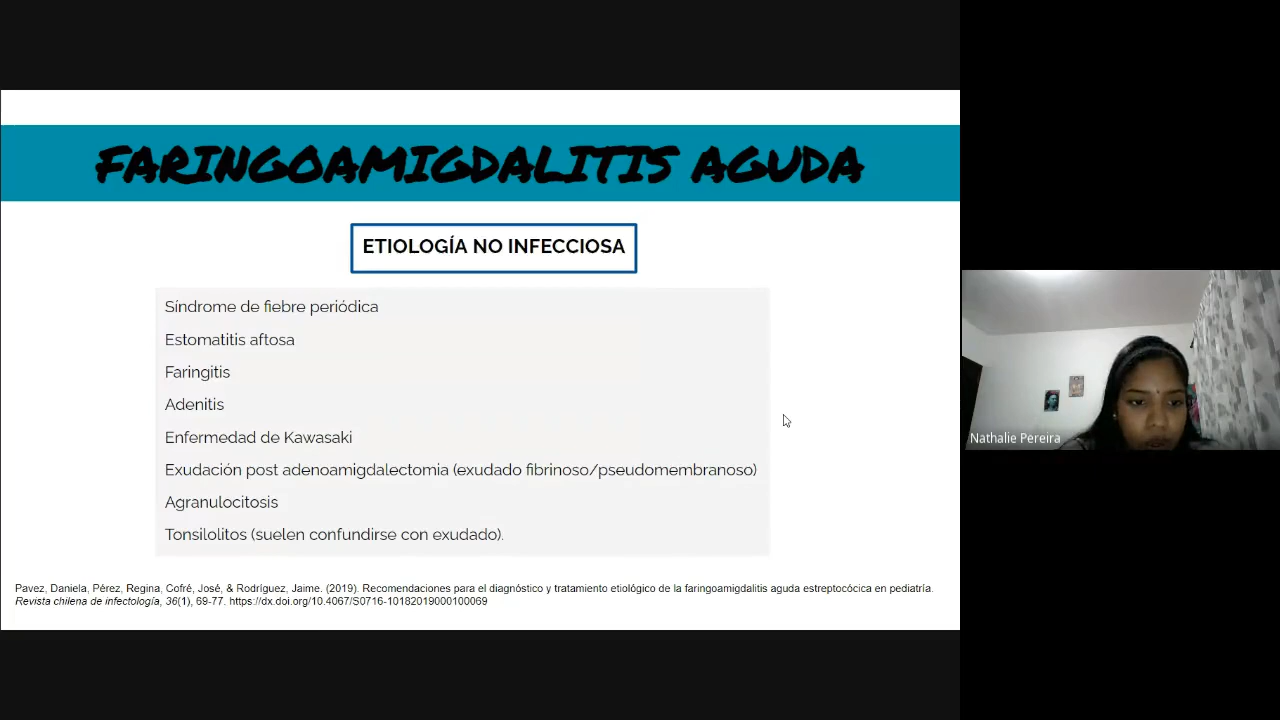 FARINGOAMIGDALITIS AGUDA
ETIOLOGÍA NO INFECCIOSA
Síndrome de fiebre periódica
Estomatitis aftosa
Faringitis
Adenitis
Enfermedad de Kawasaki
Exudación post adenoamigdalectomia (exudado fibrinoso/pseudomembranoso)
Agranulocitosis
Tonsilolitos (suelen confundirse con exudado).
Pavez, Daniela, Pérez, Regina, Cofré, José, & Rodríguez, Jaime. (2019). Recomendaciones para el diagnóstico y tratamiento etiológico de la faringoamigdalitis aguda estreptocócica en pediatría.
Revista chilena de infectología, 36(1), 69-77. https://dx.doi.org/10.4067/S0716-10182019000100069
Nathalie Pereira